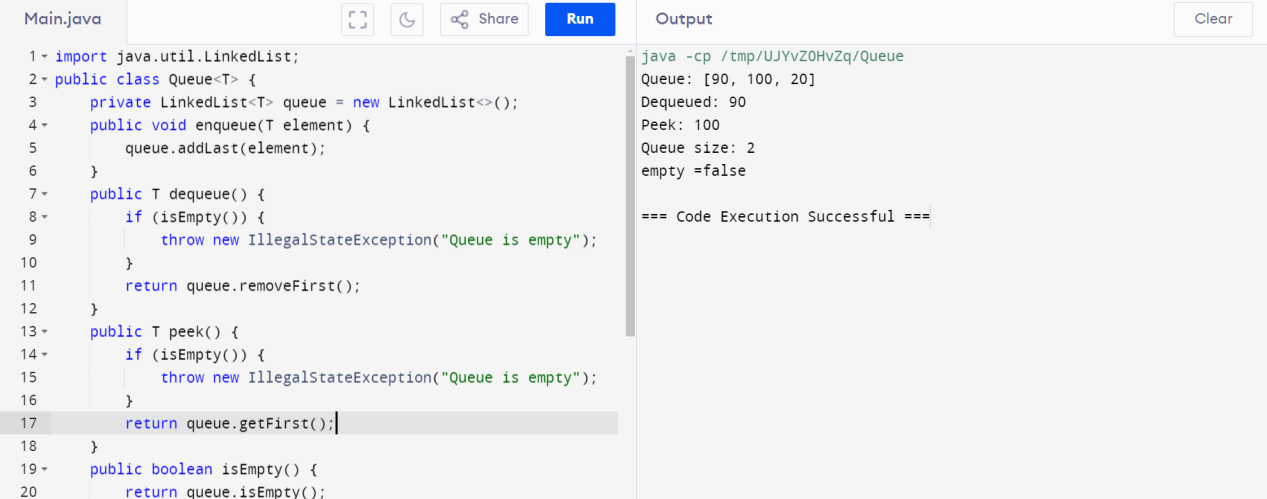 Main.java
Share
Run
Output
Clear
1 import java.util.LinkedList;
2 public class Queue<T> {
3     private LinkedList<T> queue = new LinkedList<>();
4     public void enqueue(T element) {
5         queue.addLast(element);
6     }
7     public T dequeue() {
8         if (isEmpty()) {
9             throw new IllegalStateException("Queue is empty");
10         }
11         return queue.removeFirst();
12     }
13     public T peek() {
14         if (isEmpty()) {
15             throw new IllegalStateException("Queue is empty");
16         }
17         return queue.getFirst();
18     }
19     public boolean isEmpty() {
20         return queue.isEmpty();
java -cp /tmp/UJYvZOHvZq/Queue
Queue: [90, 100, 20]
Dequeued: 90
Peek: 100
Queue size: 2
empty =false
=== Code Execution Successful ===